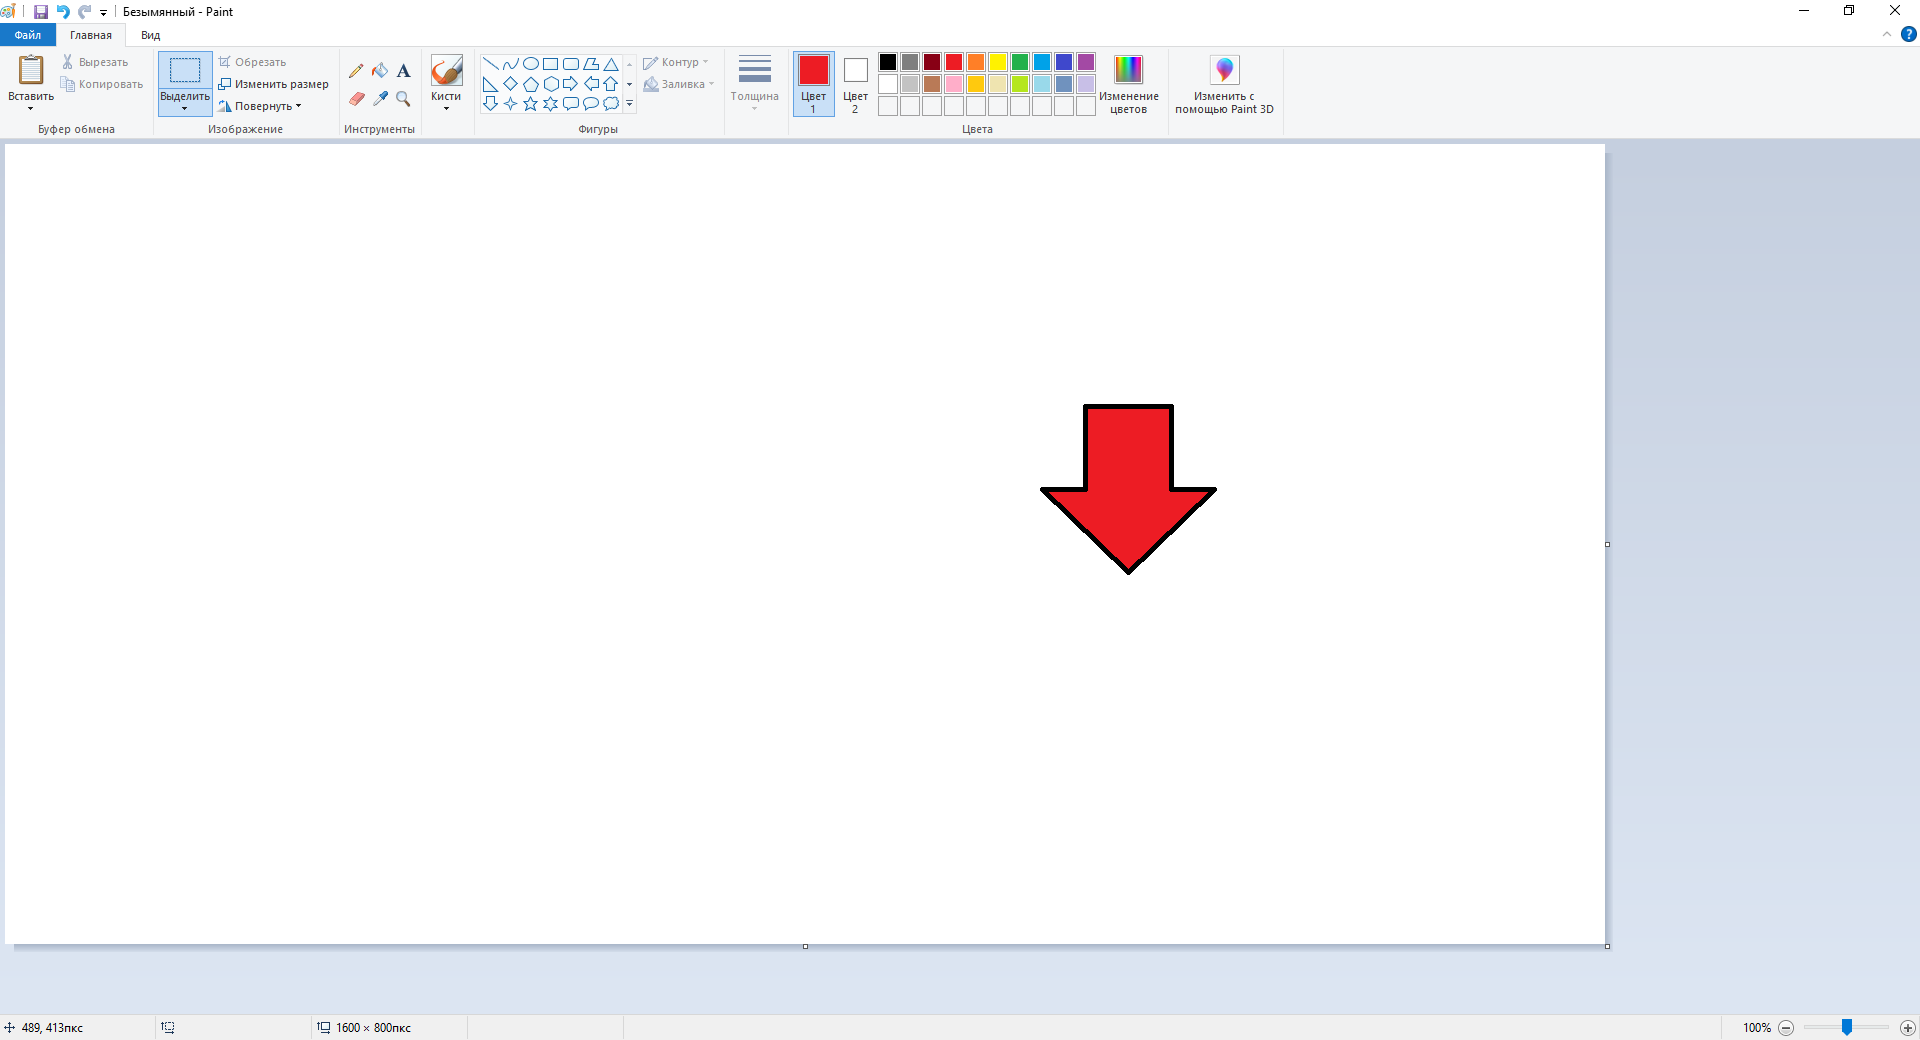 Безымянный - Paint
Файл
Главная
Вид
Вставить
Вырезать
Копировать
Буфер обмена
Выделить
Обрезать
Изменить размер
Повернуть
Изображение
A
Инструменты
Кисти
Контур
Заливка
Фигуры
Толщина
Цвет
1
Цвет
2
Изменение
цветов
Цвета
Изменить с
помощью Paint 3D
?
489, 413пкс
1600 × 800пкс
100%